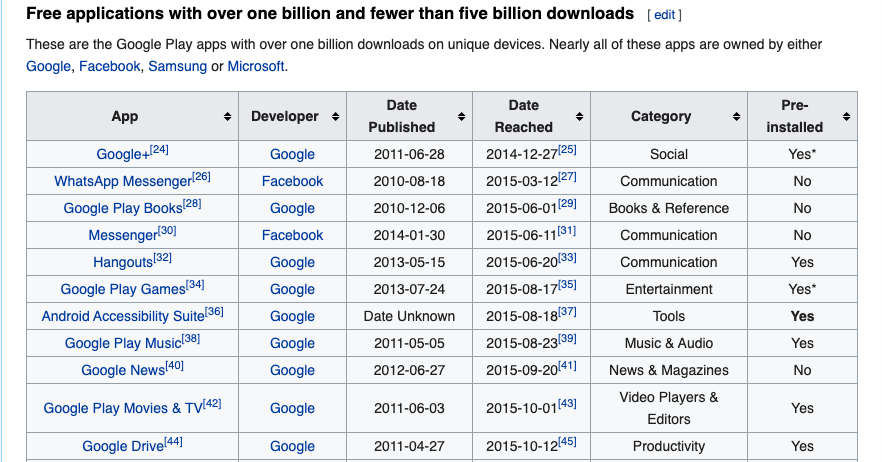 Free applications with over one billion and fewer than five billion downloads [ edit ]
These are the Google Play apps with over one billion downloads on unique devices. Nearly all of these apps are owned by either
Google, Facebook, Samsung or Microsoft.
App Developer Date Published Date Reached Category Pre-installed
Google+[24] Google 2011-06-28 2014-12-27[25] Social Yes*
WhatsApp Messenger[26] Facebook 2010-08-18 2015-03-12[27] Communication No
Google Play Books[28] Google 2010-12-06 2015-06-01[29] Books & Reference No
Messenger[30] Facebook 2014-01-30 2015-06-11[31] Communication No
Hangouts[32] Google 2013-05-15 2015-06-20[33] Communication Yes
Google Play Games[34] Google 2013-07-24 2015-08-17[35] Entertainment Yes*
Android Accessibility Suite[36] Google Date Unknown 2015-08-18[37] Tools Yes
Google Play Music[38] Google 2011-05-05 2015-08-23[39] Music & Audio Yes
Google News[40] Google 2012-06-27 2015-09-20[41] News & Magazines No
Google Play Movies & TV[42] Google 2011-06-03 2015-10-01[43] Video Players & Editors Yes
Google Drive[44] Google 2011-04-27 2015-10-12[45] Productivity Yes